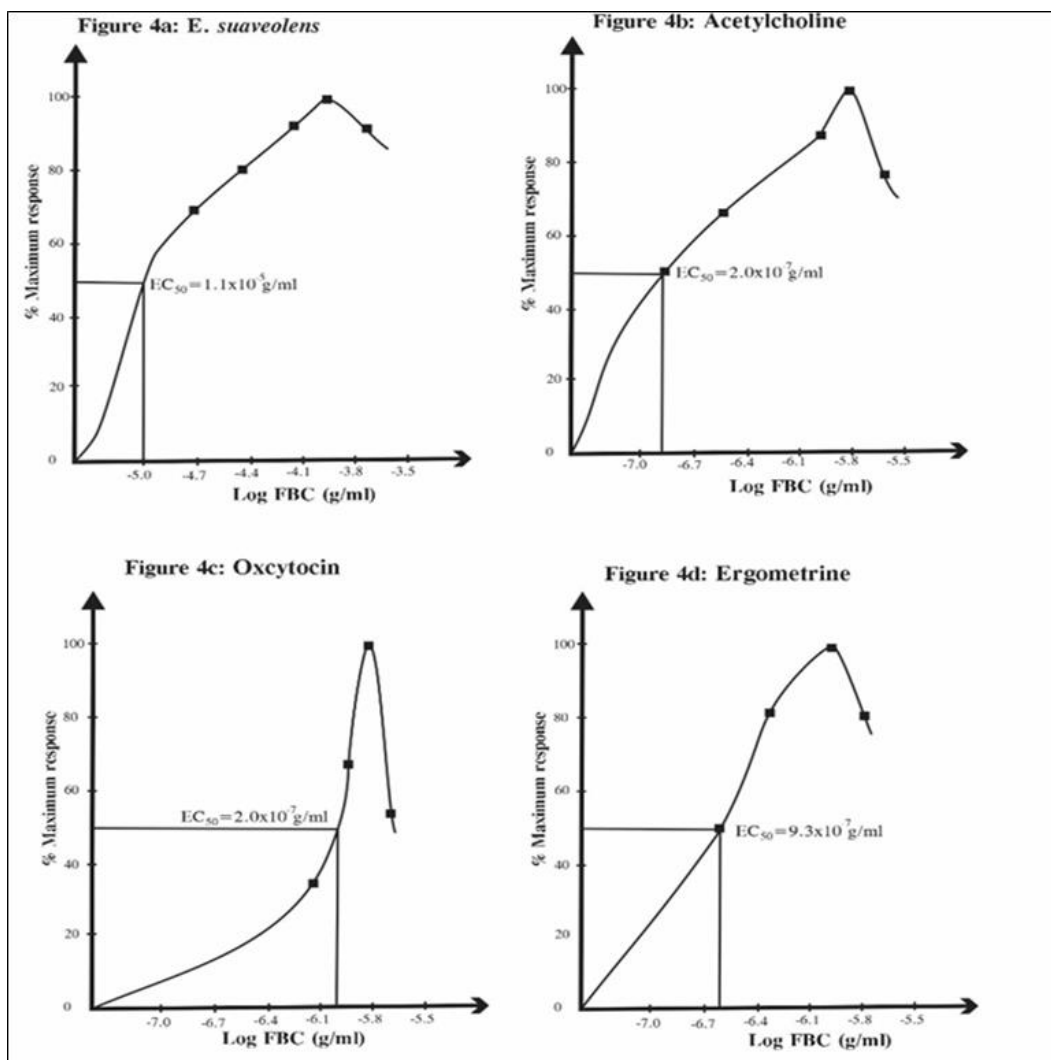 Figure 4a: E. suaveolens
% Maximum response
100
80
60
40
20
0
EC50=1.1x10-5g/ml
-5.0 -4.7 -4.4 -4.1 -3.8 -3.5
Log FBC (g/ml)
Figure 4b: Acetylcholine
% Maximum response
100
80
60
40
20
0
EC50=2.0x10-7g/ml
-7.0 -6.7 -6.4 -6.1 -5.8 -5.5
Log FBC (g/ml)
Figure 4c: Oxcytocin
% Maximum response
100
80
60
40
20
0
EC50=2.0x10-7g/ml
-7.0 -6.7 -6.4 -6.1 -5.8 -5.5
Log FBC (g/ml)
Figure 4d: Ergometrine
% Maximum response
100
80
60
40
20
0
EC50=9.3x10-7g/ml
-7.0 -6.7 -6.4 -6.1 -5.8 -5.5
Log FBC (g/ml)